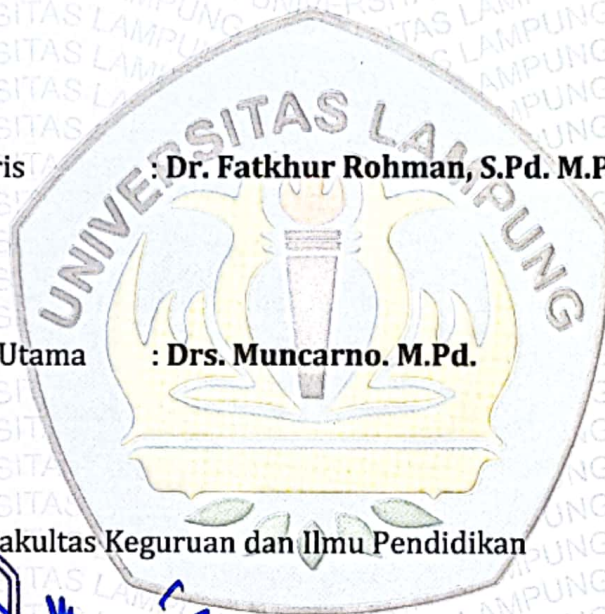 UNIVERSITAS LAMPUNG
ris : Dr. Fatkhur Rohman, S.Pd. M.P
Utama : Drs. Muncarno. M.Pd.
akultas Keguruan dan Ilmu Pendidikan